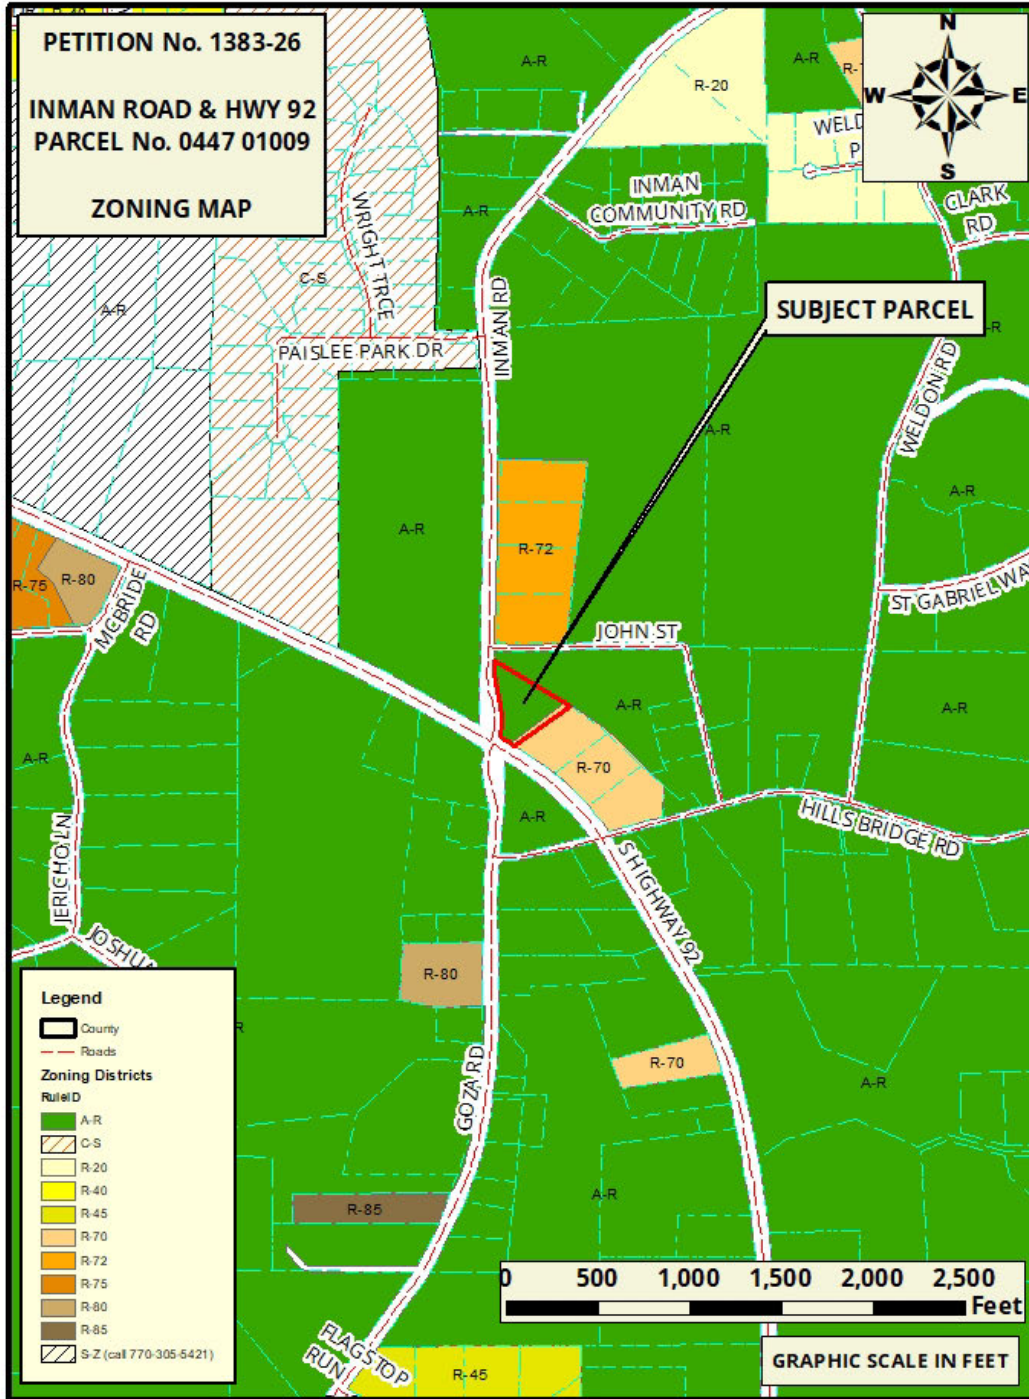 PETITION No. 1383-26
INMAN ROAD & HWY 92
PARCEL No. 0447 01009
ZONING MAP
N
W
E
S
A-R
R-20
A-R
WELD
P
CLARK
RD
INMAN
COMMUNITY RD
A-R
WRIGHT TRCE
C-S
A-R
INMAN RD
SUBJECT PARCEL
PAISLEE PARK DR
A-R
WELDON RD
A-R
A-R
A-R
R-72
R-75
R-80
MCBRIDE
RD
ST GABRIEL WAY
JOHN ST
A-R
A-R
A-R
R-70
A-R
HILLS BRIDGE RD
JERICHO LN
S HIGHWAY 92
JOSHUA
R-80
GOZA RD
R-70
A-R
A-R
R-85
FLAGSTOP
RUN
R-45
Legend
County
Roads
Zoning Districts
RuleID
A-R
C-S
R-20
R-40
R-45
R-70
R-72
R-75
R-80
R-85
S-Z (call 770-305-5421)
0 500 1,000 1,500 2,000 2,500
Feet
GRAPHIC SCALE IN FEET